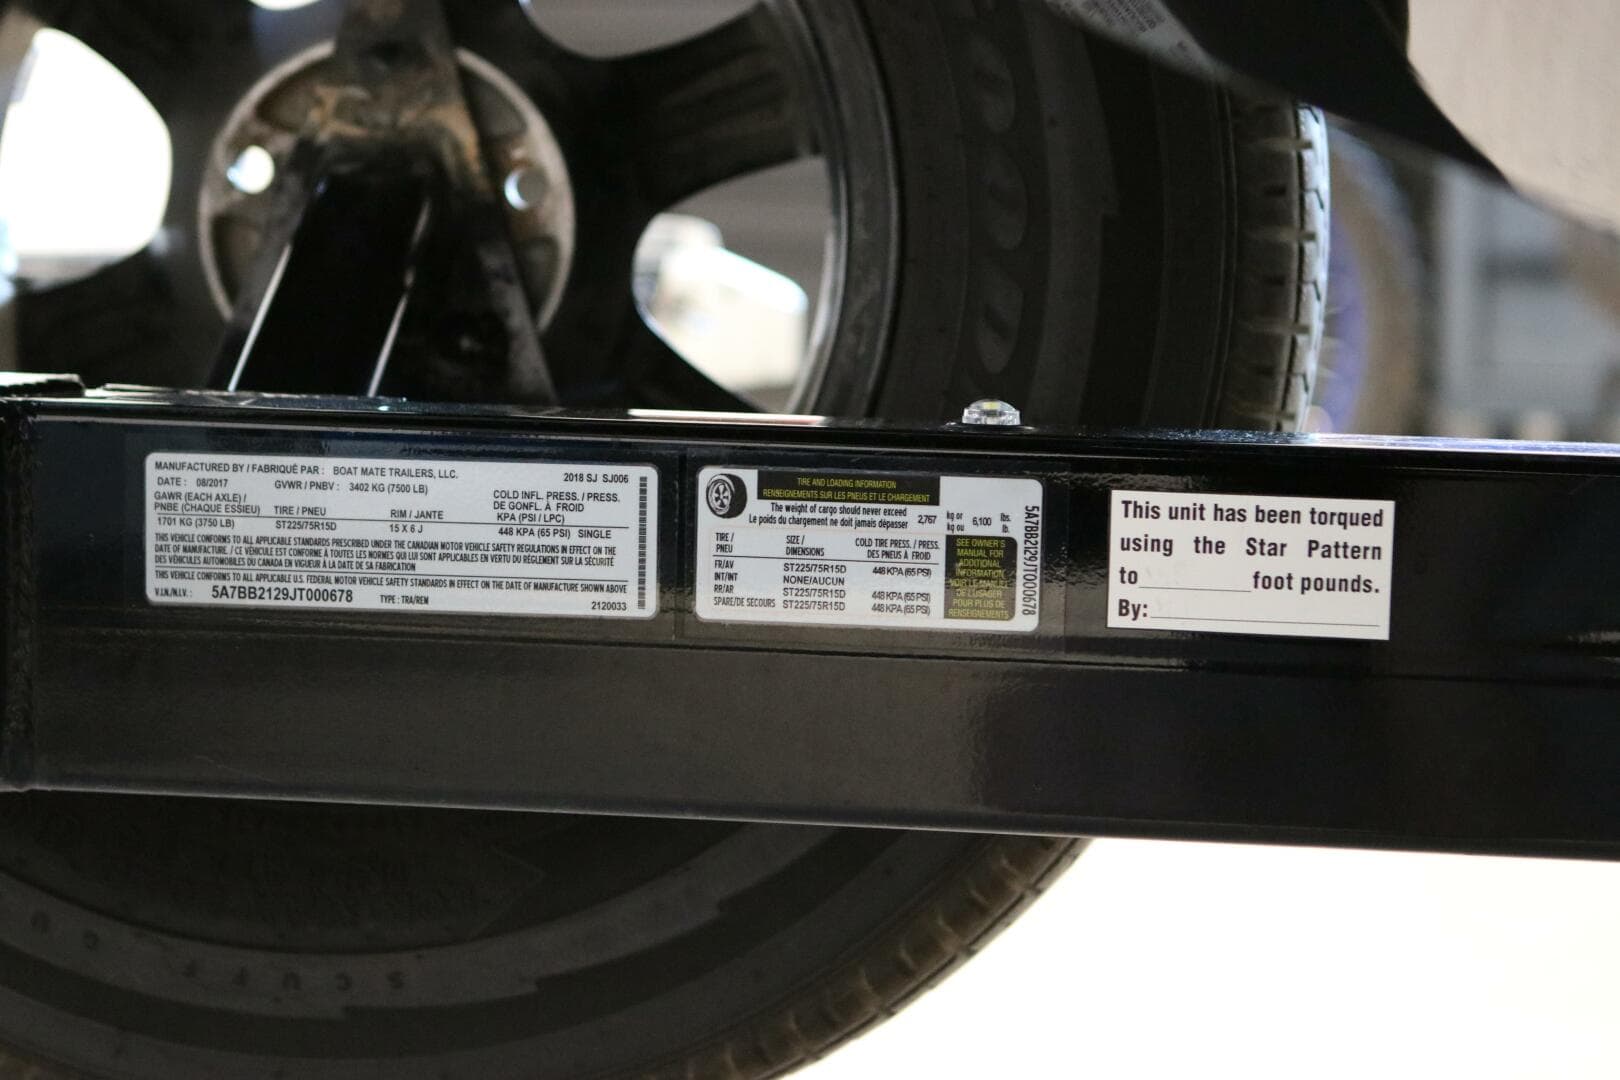 MANUFACTURED BY / FABRIQUÉ PAR : BOAT MATE TRAILERS, LLC. 2018 SJ SJ006
DATE : 08/2017 GVWR / PNBV : 3402 KG (7500 LB)
GAWR (EACH AXLE) /
PNBE (CHAQUE ESSIEU) TIRE / PNEU RIM / JANTE
COLD INFL. PRESS. / PRESS.
DE GONFL. À FROID
KPA (PSI / LPC)
1701 KG (3750 LB) ST225/75R15D 15 X 6 J 448 KPA (65 PSI) SINGLE
THIS VEHICLE CONFORMS TO ALL APPLICABLE STANDARDS PRESCRIBED UNDER THE CANADIAN MOTOR VEHICLE SAFETY REGULATIONS IN EFFECT ON THE
DATE OF MANUFACTURE. / CE VÉHICULE EST CONFORME À TOUTES LES NORMES QUI LUI SONT APPLICABLES EN VERTU DU RÈGLEMENT SUR LA SÉCURITÉ
DES VÉHICULES AUTOMOBILES DU CANADA EN VIGUEUR À LA DATE DE SA FABRICATION
THIS VEHICLE CONFORMS TO ALL APPLICABLE U.S. FEDERAL MOTOR VEHICLE SAFETY STANDARDS IN EFFECT ON THE DATE OF MANUFACTURE SHOWN ABOVE
V.I.N./N.I.V. : 5A7BB2129JT000678 TYPE : TRA/REM 2120033
TIRE AND LOADING INFORMATION
RENSEIGNEMENTS SUR LES PNEUS ET LE CHARGEMENT
The weight of cargo should never exceed
Le poids du chargement ne doit jamais dépasser
2,767 kg or
kg ou 6,100 lbs.
lb.
TIRE /
PNEU
SIZE /
DIMENSIONS
COLD TIRE PRESS. / PRESS.
DES PNEUS À FROID
FR/AV ST225/75R15D 448 KPA (65 PSI)
INT/INT NONE/AUCUN
RR/AR ST225/75R15D 448 KPA (65 PSI)
SPARE/DE SECOURS ST225/75R15D 448 KPA (65 PSI)
SEE OWNER'S
MANUAL FOR
ADDITIONAL
INFORMATION
VOIR LE MANUEL
DE L'USAGER
POUR PLUS DE
RENSEIGNEMENTS
5A7BB2129JT000678
This unit has been torqued
using the Star Pattern
to__________foot pounds.
By:____________________
SCUFF GU